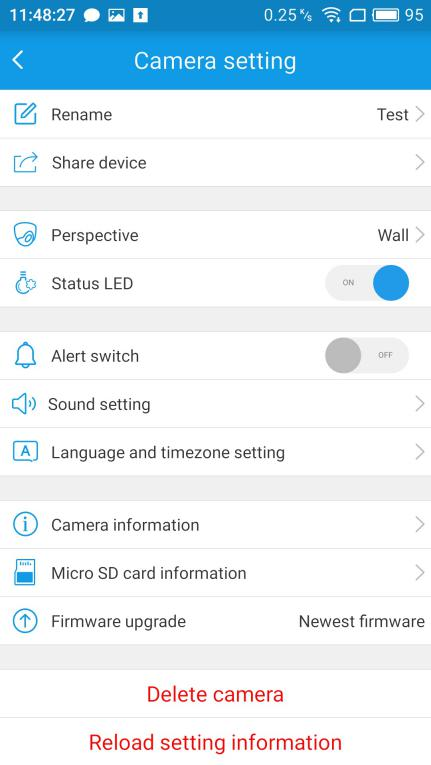 11:48:27 0.25 K/s 95
Camera setting
Rename Test
Share device
Perspective Wall
Status LED ON
Alert switch OFF
Sound setting
A Language and timezone setting
Camera information
Micro SD card information
Firmware upgrade Newest firmware
Delete camera
Reload setting information